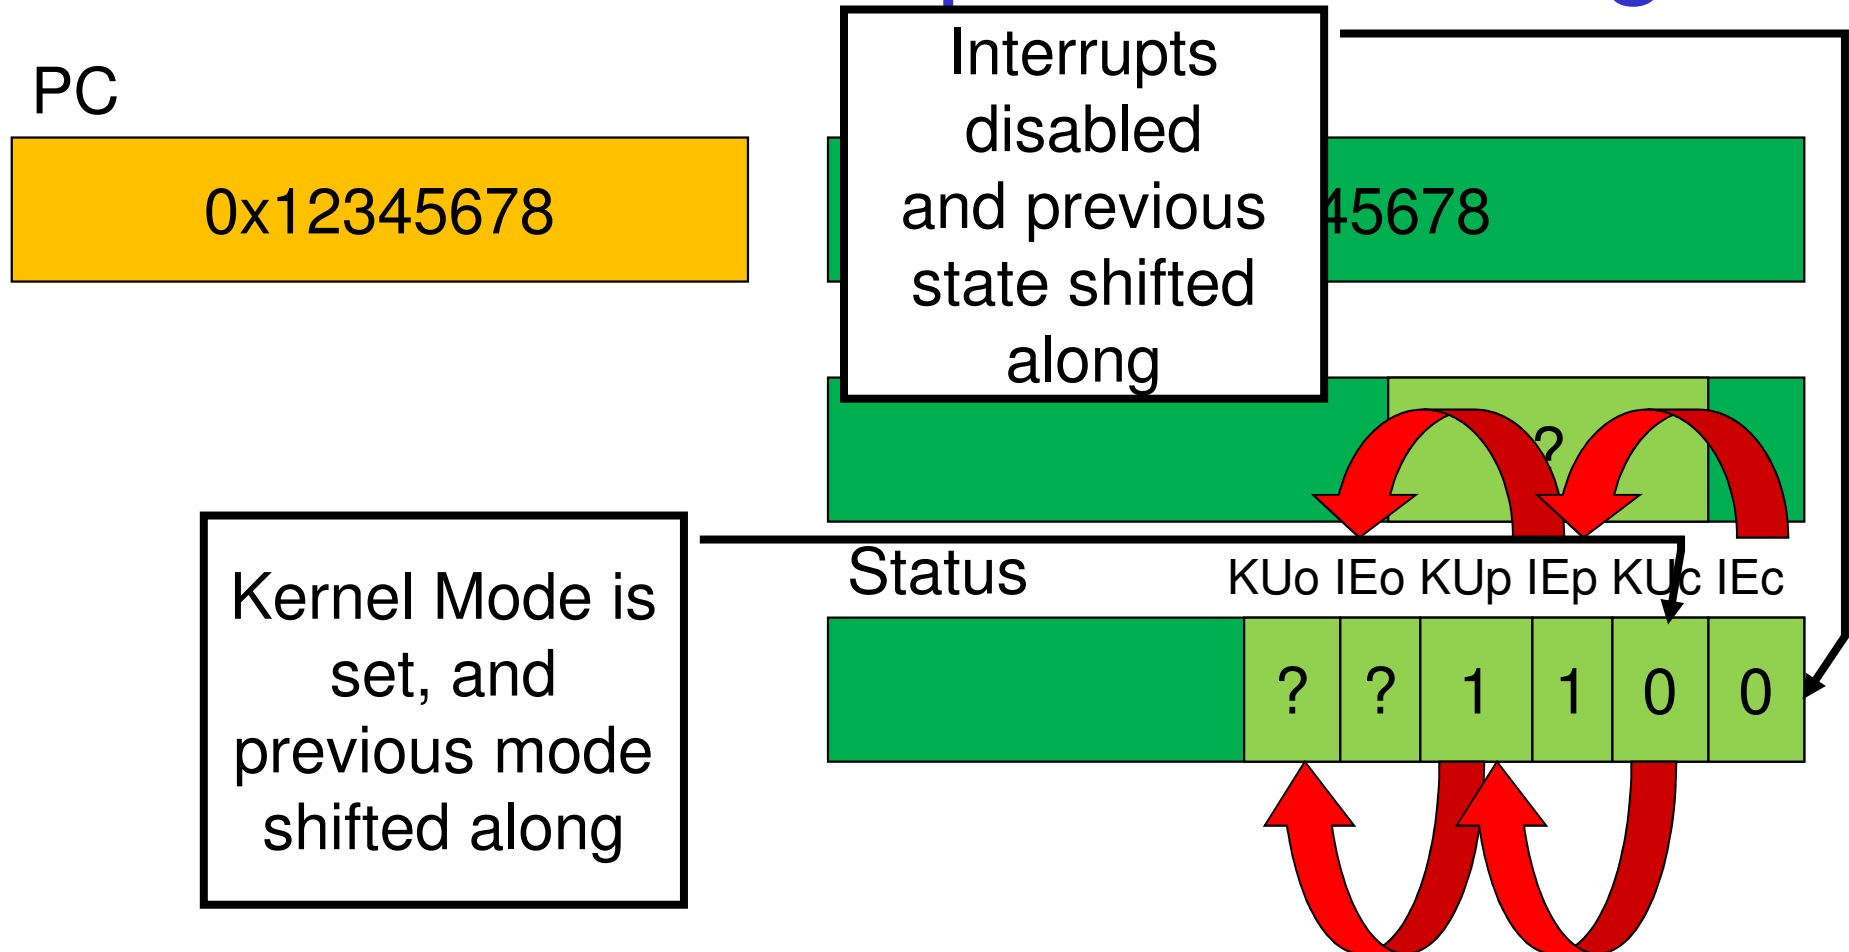 Interrupts
disabled
and previous
state shifted
along
PC
0x12345678
45678
?
Kernel Mode is
set, and
previous mode
shifted along
Status
KUo IEo KUp IEp KUc IEc
? ? 1 1 0 0